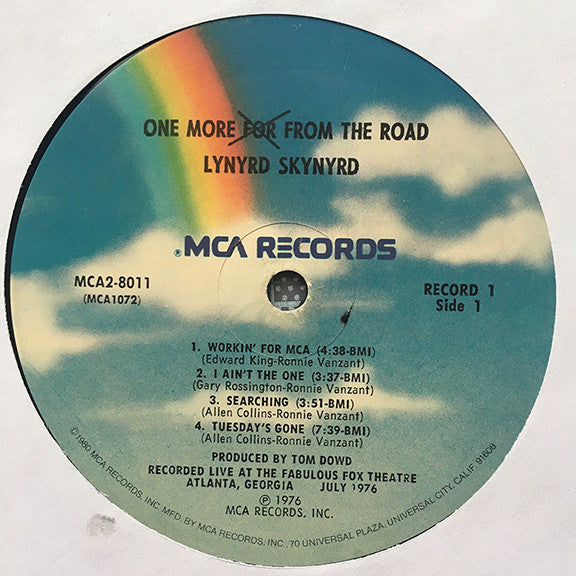 ONE MORE FOR FROM THE ROAD
LYNYRD SKYNYRD
®MCA RECORDS
MCA2-8011
(MCA1072)
RECORD 1
Side 1
1. WORKIN' FOR MCA (4:38-BMI)
(Edward King-Ronnie Vanzant)
2. I AIN'T THE ONE (3:37-BMI)
(Gary Rossington-Ronnie Vanzant)
3. SEARCHING (3:51-BMI)
(Allen Collins-Ronnie Vanzant)
4. TUESDAY'S GONE (7:39-BMI)
(Allen Collins-Ronnie Vanzant)
PRODUCED BY TOM DOWD
RECORDED LIVE AT THE FABULOUS FOX THEATRE
ATLANTA, GEORGIA JULY 1976
℗ 1976
MCA RECORDS, INC.
©1980 MCA RECORDS, INC. MFD. BY MCA RECORDS, INC., 70 UNIVERSAL PLAZA, UNIVERSAL CITY, CALIF. 91608